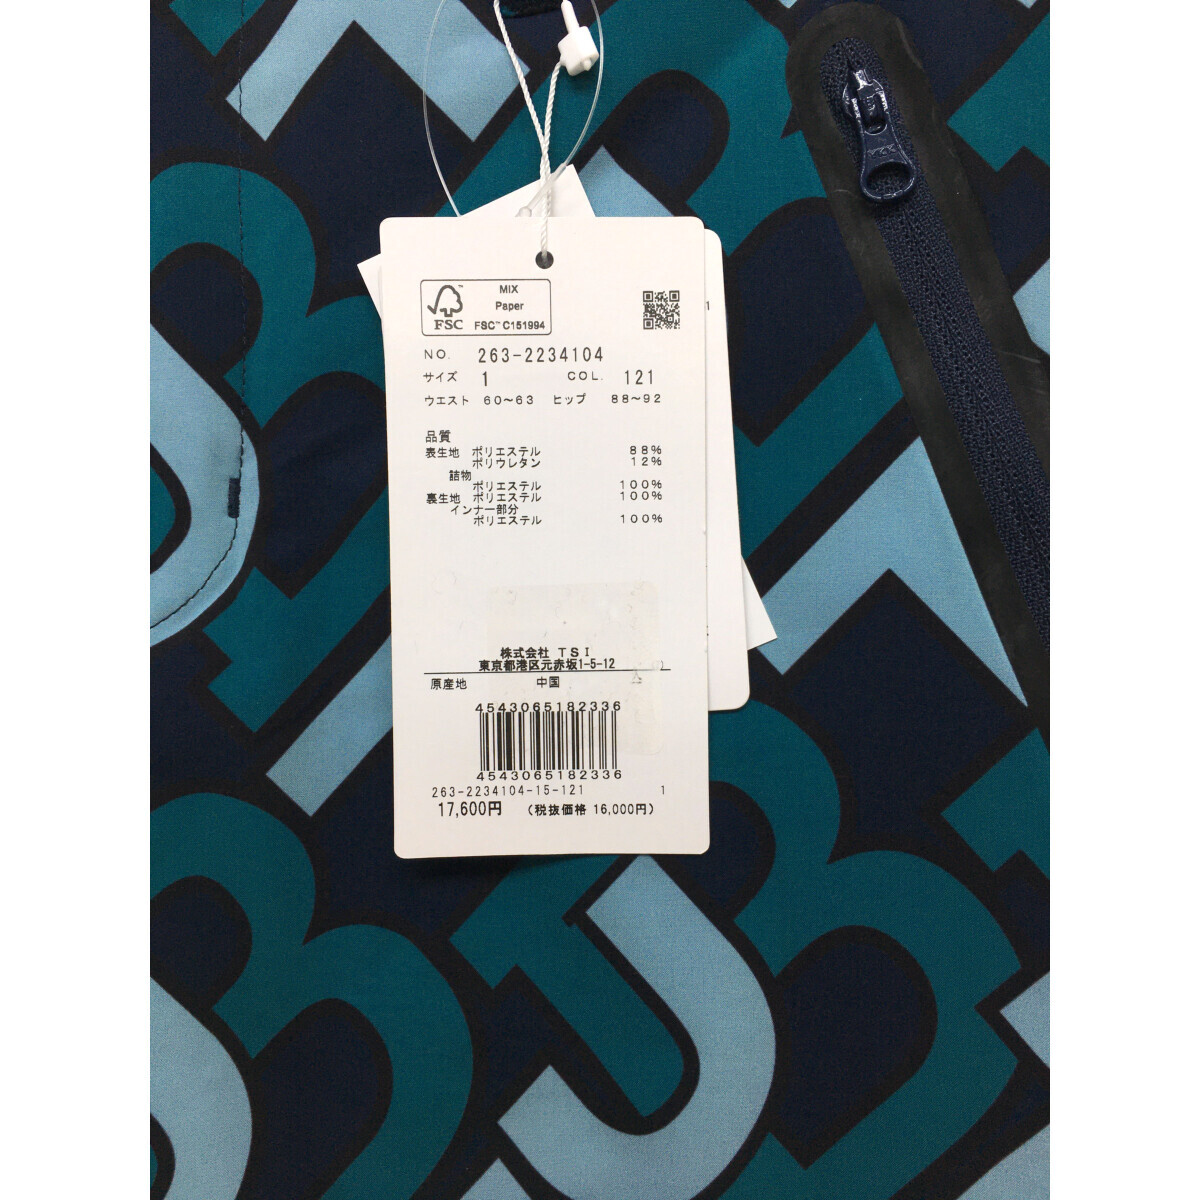 MIX
Paper
FSC
FSC™ C151994
NO. 263-2234104
サイズ 1 COL. 121
ウエスト 60~63 ヒップ 88~92
品質
表生地 ポリエステル 88%
ポリウレタン 12%
詰物
ポリエステル 100%
裏生地 ポリエステル 100%
インナー部分
ポリエステル 100%
株式会社 TSI
東京都港区元赤坂1-5-12
原産地 中国
4543065182336
4543065182336
263-2234104-15-121 1
17,600円 (税抜価格 16,000円)